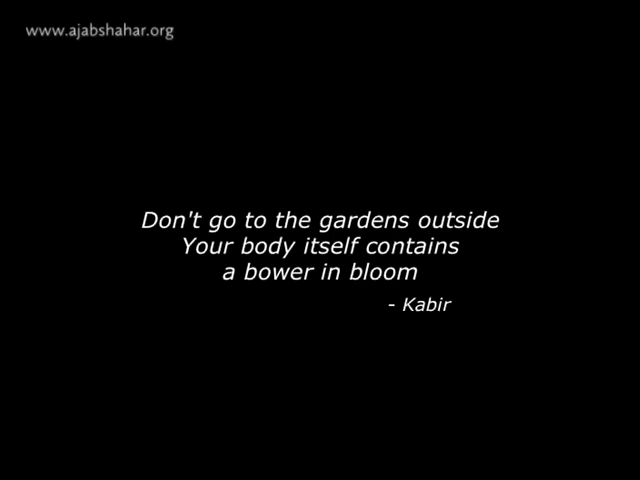 www.ajabshahar.org
Don't go to the gardens outside
Your body itself contains
a bower in bloom
- Kabir